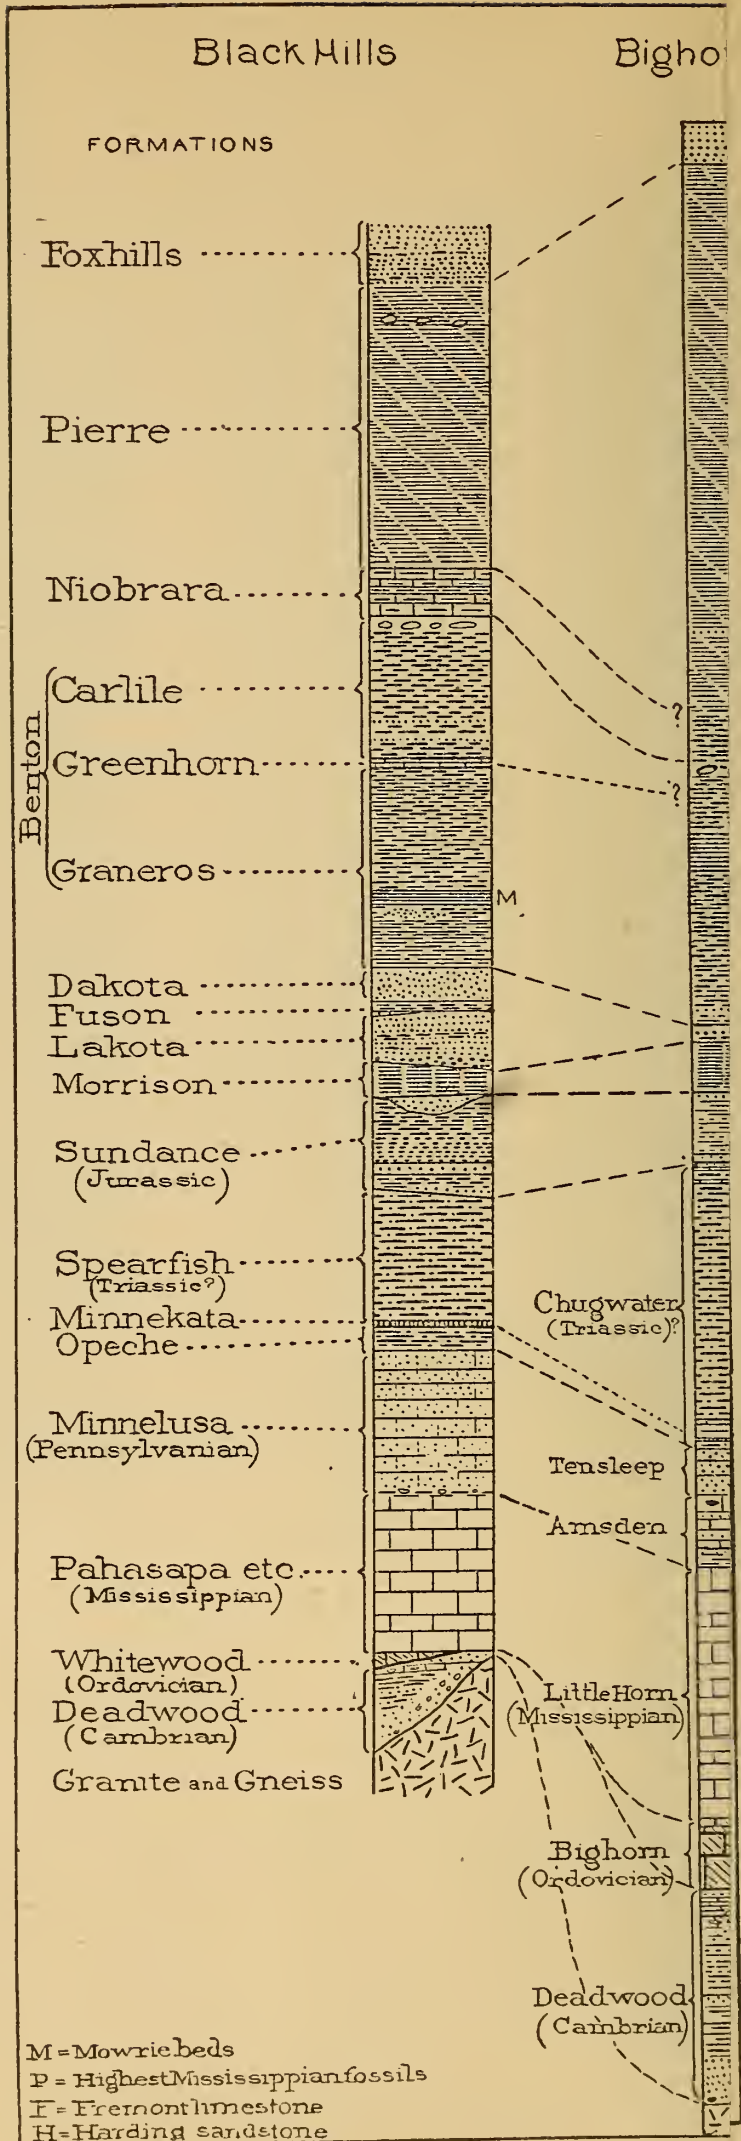 Black Hills
FORMATIONS
Foxhills
Pierre
Niobrara
Benton
Carlile
Greenhorn
Graneros
M
Dakota
Fuson
Lakota
Morrison
Sundance
(Jurassic)
Spearfish
(Triassic?)
Minnekata
Opeche
Minnelusa
(Pennsylvanian)
Pahasapa etc.
(Mississippian)
Whitewood
(Ordovician)
Deadwood
(Cambrian)
Granite and Gneiss
Bigho
?
?
Chugwater
(Triassic)?
Tensleep
Amsden
Little Horn
(Mississippian)
Bighorn
(Ordovician)
Deadwood
(Cambrian)
M = Mowrie beds
P = Highest Mississippian fossils
F = Fremont limestone
H = Harding sandstone